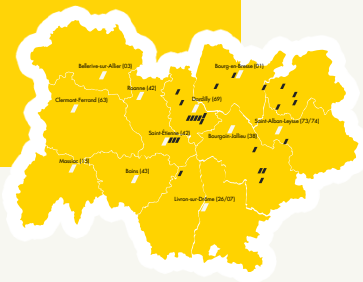 Bellerive-sur-Allier (03)
Bourg-en-Bresse (01)
Roanne (42)
Clermont-Ferrand (63)
Dardilly (69)
Saint-Alban-Leysse (73/74)
Saint-Étienne (42)
Bourgoin-Jallieu (38)
Massiac (15)
Bains (43)
Livron-sur-Drôme (26/07)